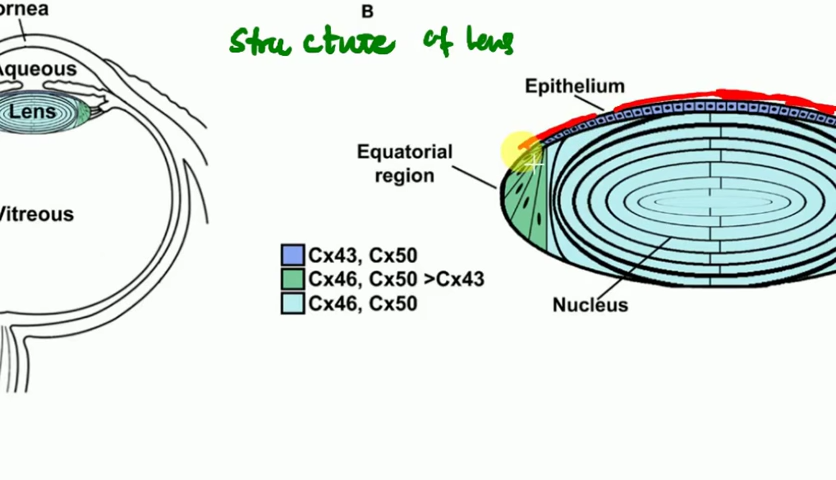 ornea
B
Structure of lens
Aqueous
Epithelium
Lens
Equatorial
region
Vitreous
Cx43, Cx50
Cx46, Cx50 >Cx43
Cx46, Cx50
Nucleus